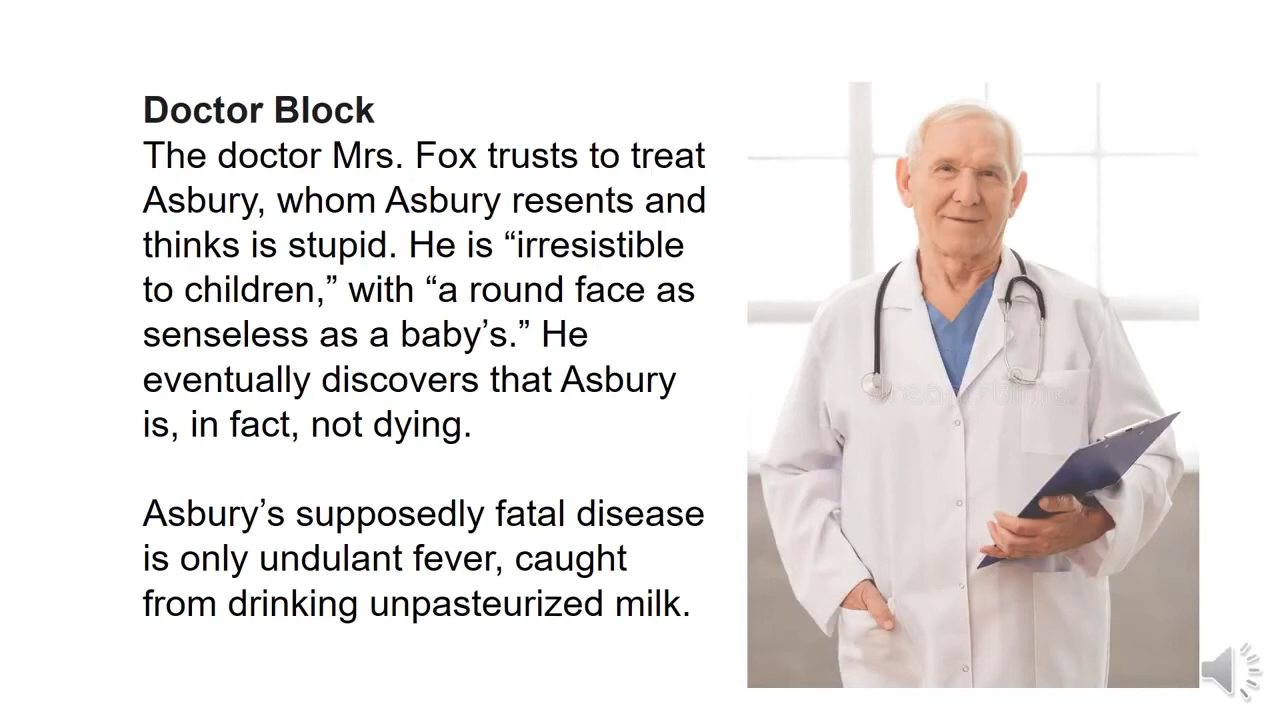 Doctor Block
The doctor Mrs. Fox trusts to treat
Asbury, whom Asbury resents and
thinks is stupid. He is “irresistible
to children,” with “a round face as
senseless as a baby’s.” He
eventually discovers that Asbury
is, in fact, not dying.
Asbury’s supposedly fatal disease
is only undulant fever, caught
from drinking unpasteurized milk.